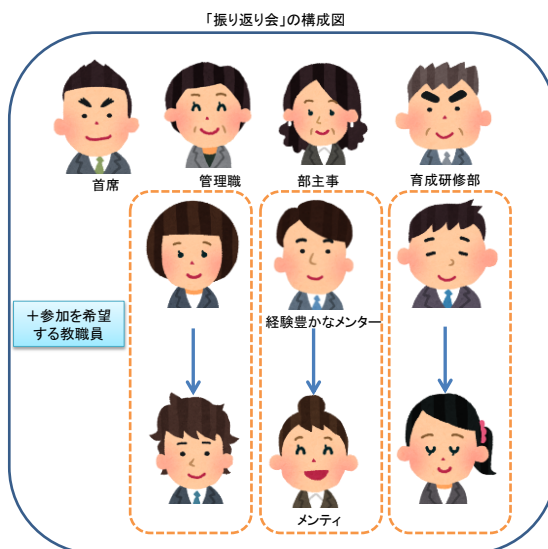 「振り返り会」の構成図
首席
管理職
部主事
育成研修部
＋参加を希望
する教職員
経験豊かなメンター
メンティ